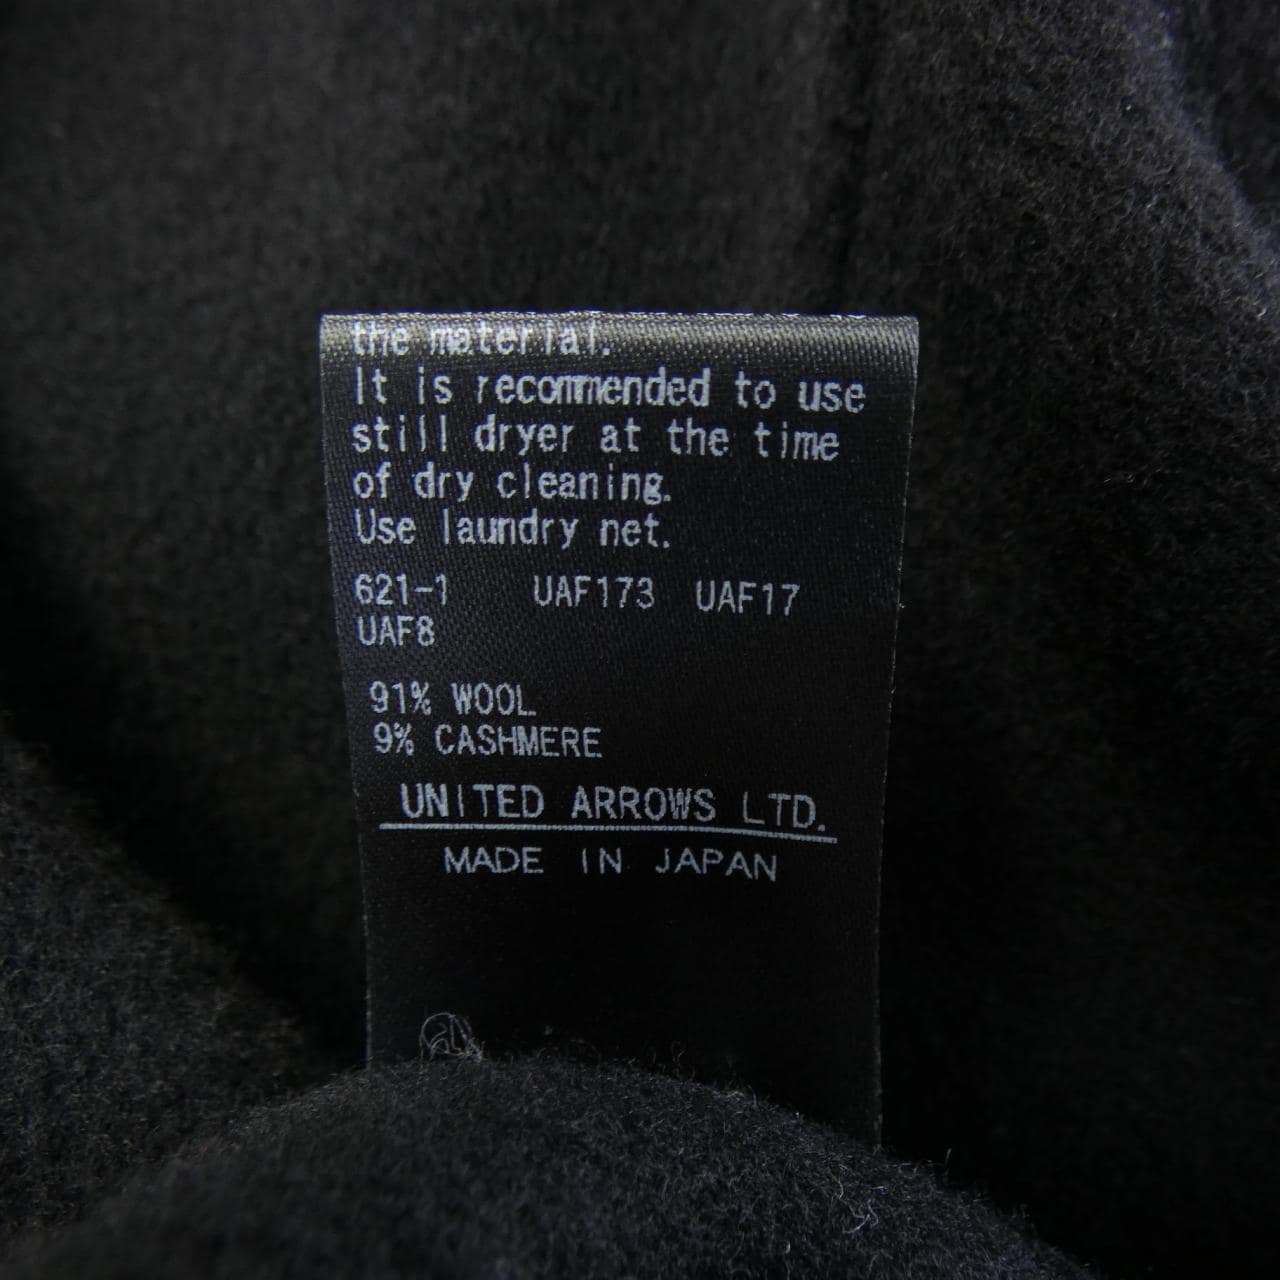 the material.
It is recommended to use
still dryer at the time
of dry cleaning.
Use laundry net.
621-1 UAF173 UAF17
UAF8
91% WOOL
9% CASHMERE
UNITED ARROWS LTD.
MADE IN JAPAN